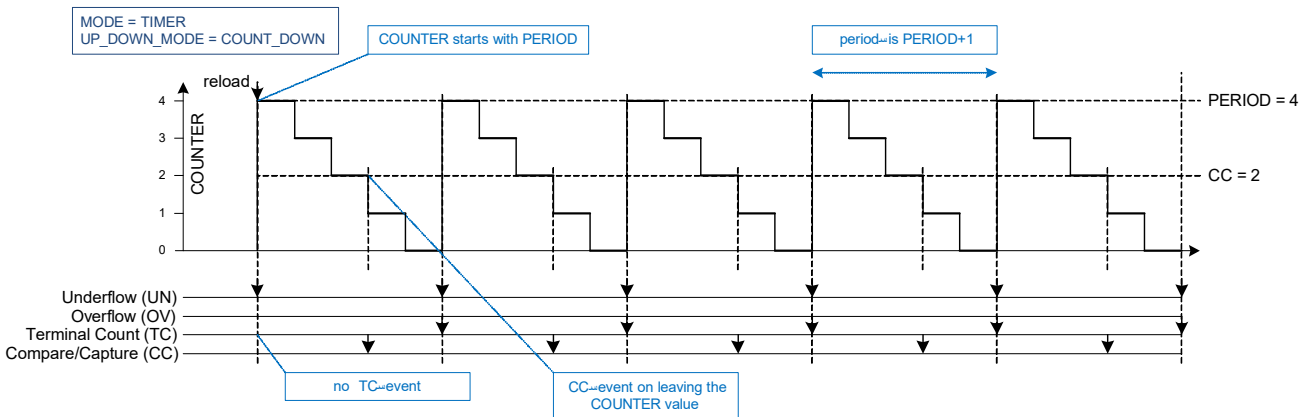 MODE = TIMER
UP_DOWN_MODE = COUNT_DOWN
COUNTER starts with PERIOD
period is PERIOD+1
reload
4
3
2
1
0
COUNTER
PERIOD = 4
CC = 2
Underflow (UN)
Overflow (OV)
Terminal Count (TC)
Compare/Capture (CC)
no TC event
CC event on leaving the
COUNTER value